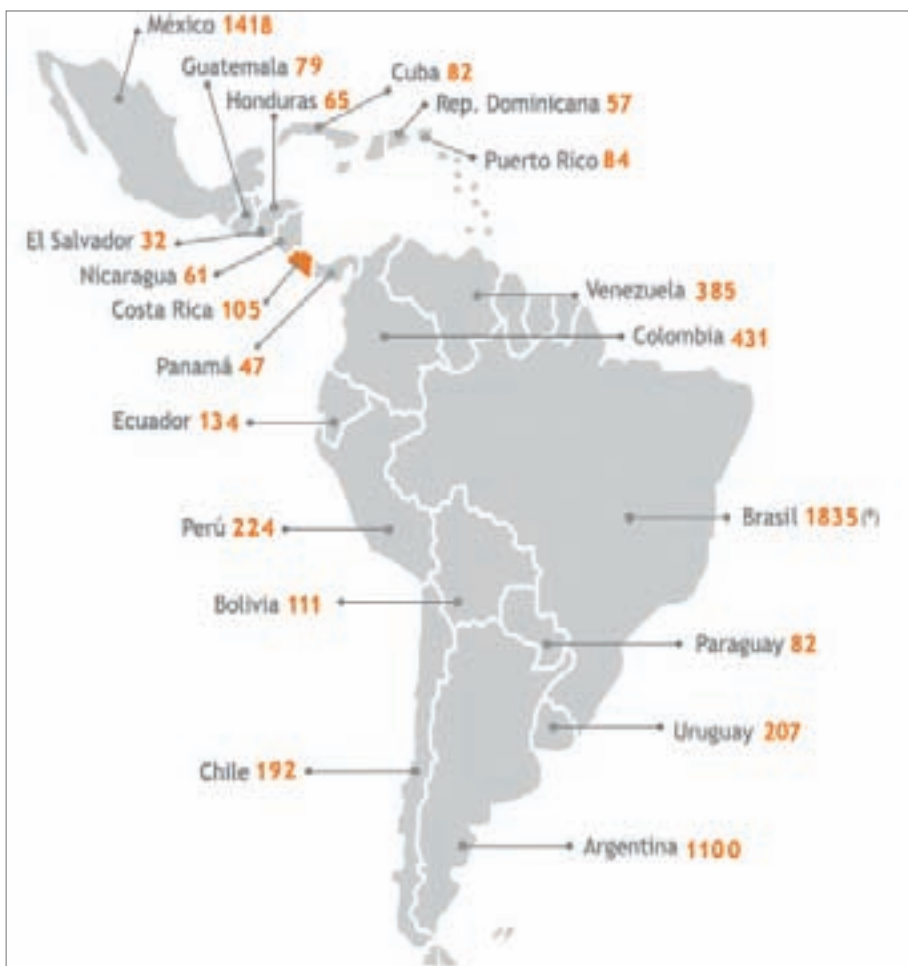 México 1418
Guatemala 79
Cuba 82
Honduras 65
Rep. Dominicana 57
Puerto Rico 84
El Salvador 32
Nicaragua 61
Venezuela 385
Costa Rica 105
Colombia 431
Panamá 47
Ecuador 134
Brasil 1835 (*)
Perú 224
Bolivia 111
Paraguay 82
Uruguay 207
Chile 192
Argentina 1100